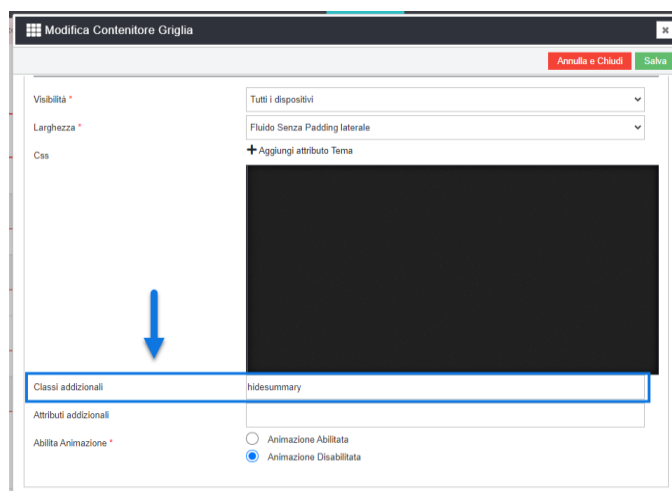 Modifica Contenitore Griglia
Annulla e Chiudi Salva
Visibilità * Tutti i dispositivi
Larghezza * Fluido Senza Padding laterale
Css Aggiungi attributo Tema
Classi addizionali hidesummary
Attributi addizionali
Abilita Animazione * Animazione Abilitata
Animazione Disabilitata